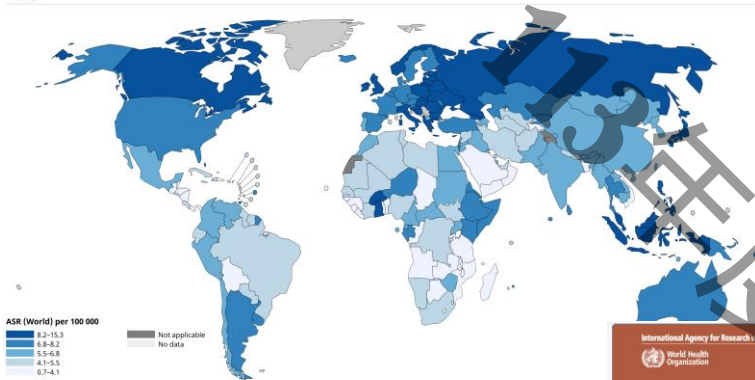 ASR (World) per 100 000
8.2–15.3
6.8–8.2
5.5–6.8
4.1–5.5
0.7–4.1
Not applicable
No data
International Agency for Research
World Health
Organization